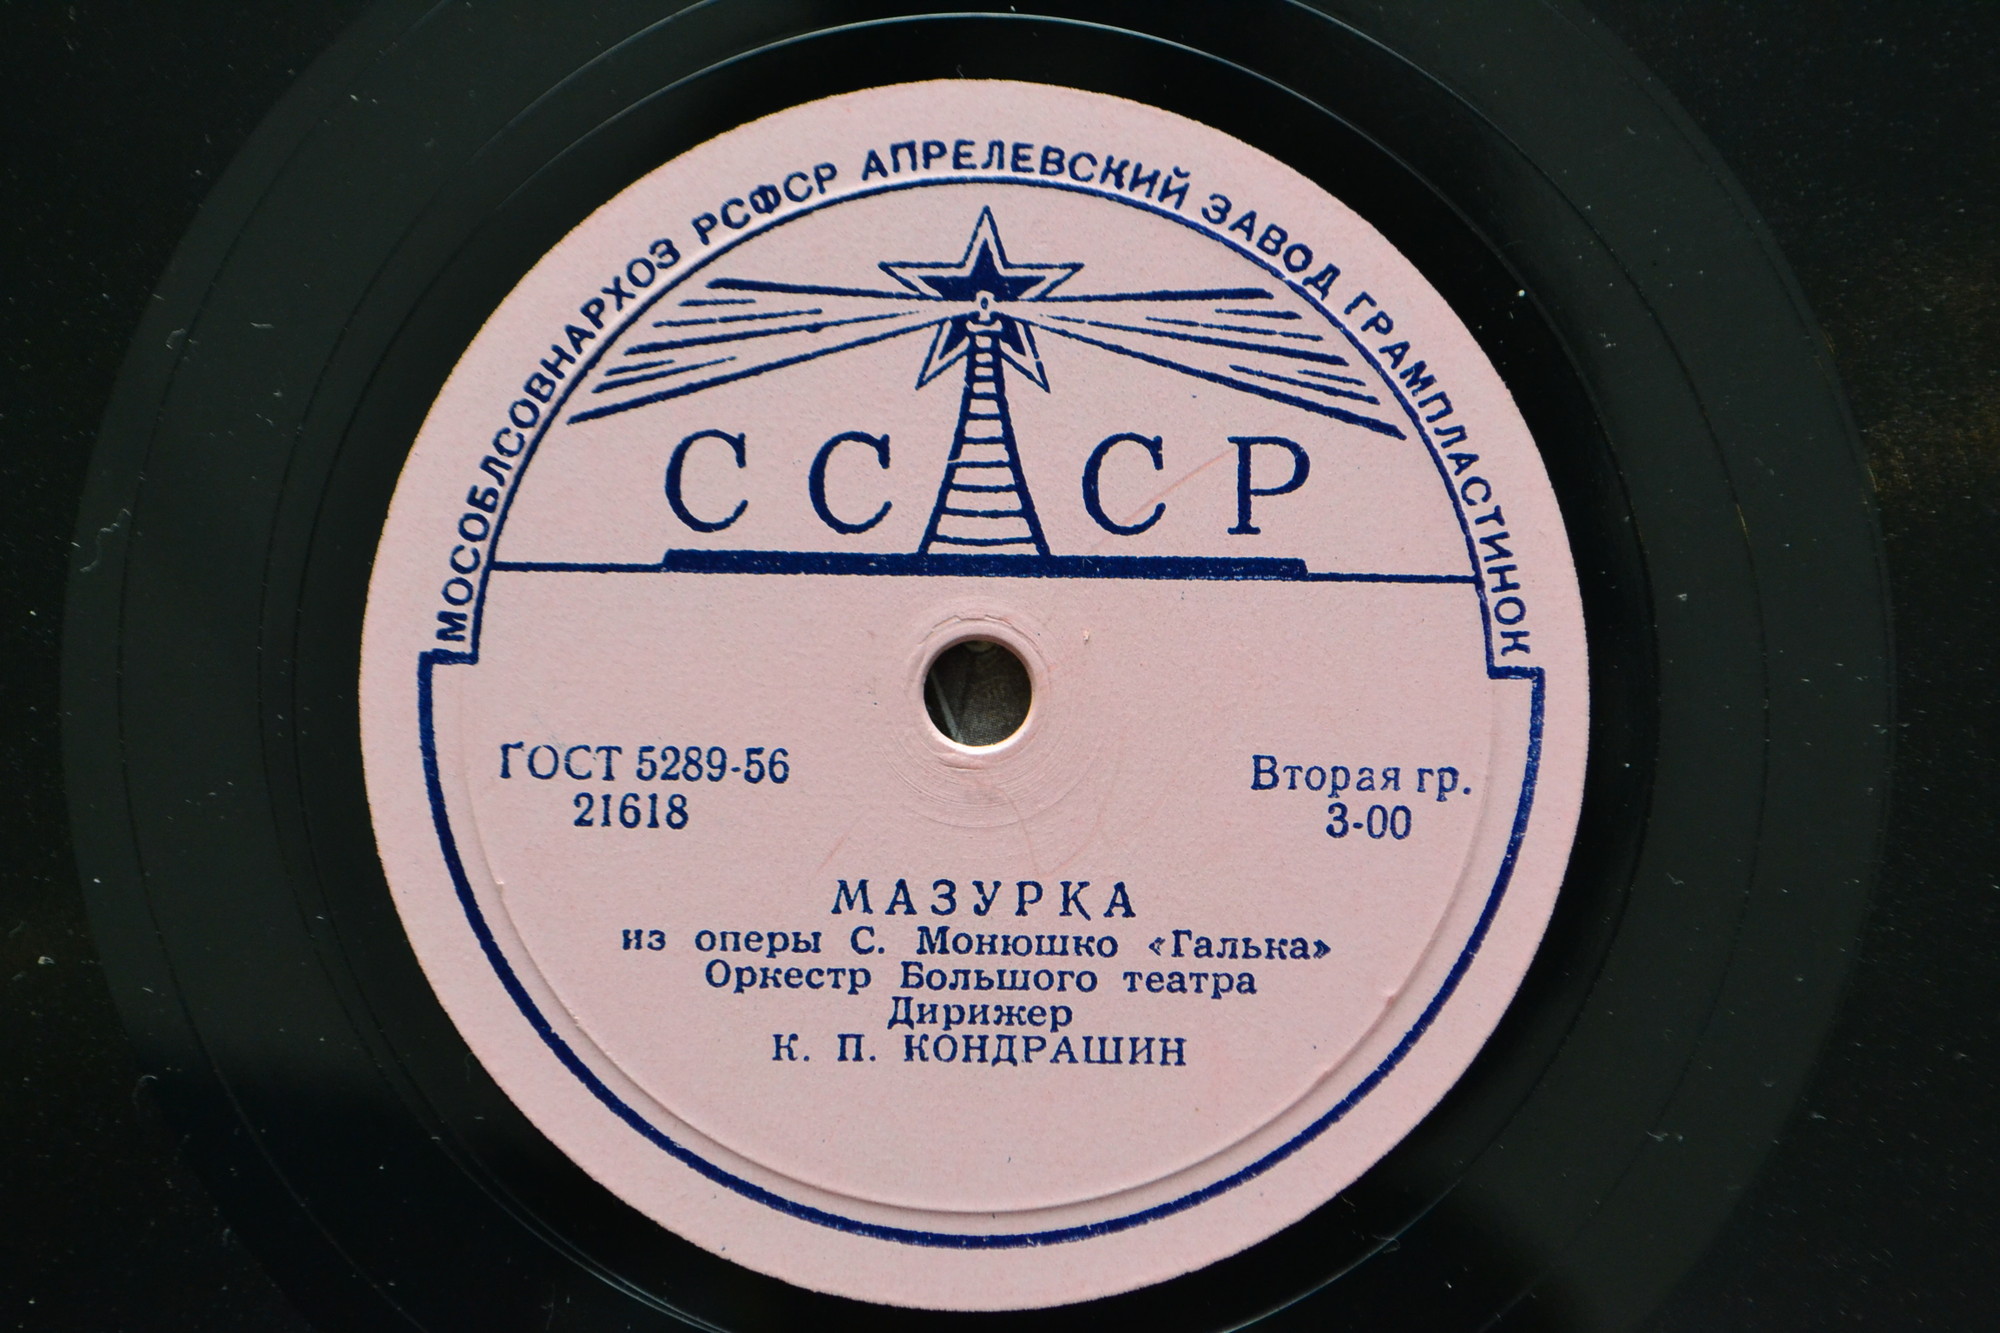 МОСОБЛСОВНАРХОЗ РСФСР АПРЕЛЕВСКИЙ ЗАВОД ГРАМПЛАСТИНОК
СССР
ГОСТ 5289-56
21618
Вторая гр.
3-00
МАЗУРКА
из оперы С. Монюшко «Галька»
Оркестр Большого театра
Дирижер
К. П. КОНДРАШИН